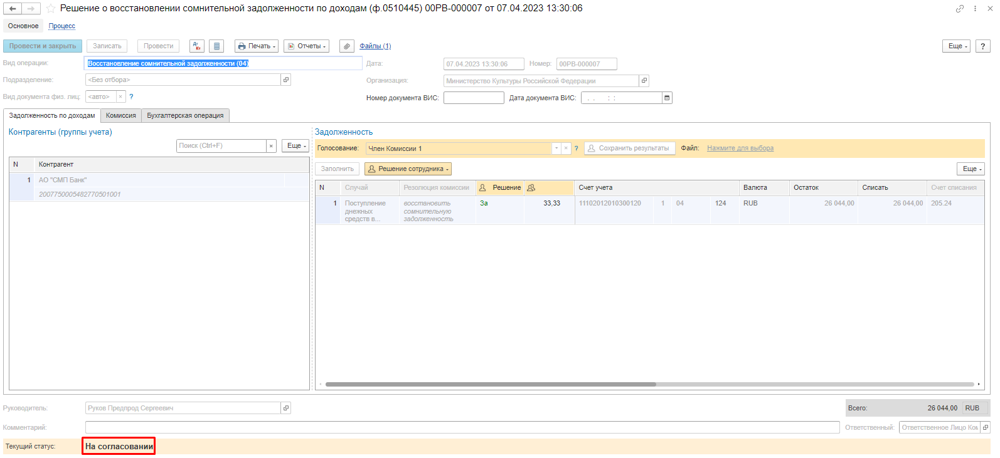 Решение о восстановлении сомнительной задолженности по доходам (ф.0510445) 00РВ-000007 от 07.04.2023 13:30:06
Основное Процесс
Провести и закрыть Записать Провести Дт Кт Печать Отчеты Файлы (1) Еще ?
Вид операции: Восстановление сомнительной задолженности (04) Дата: 07.04.2023 13:30:06 Номер: 00РВ-000007
Подразделение: <Без отбора> Организация: Министерство Культуры Российской Федерации
Вид документа физ. лиц: <авто> × ? Номер документа ВИС: Дата документа ВИС: . . : :
Задолженность по доходам Комиссия Бухгалтерская операция
Контрагенты (группы учета) Задолженность
Поиск (Ctrl+F) × Еще
Голосование: Член Комиссии 1 × ? Сохранить результаты Файл: Нажмите для выбора
Заполнить Решение сотрудника Еще
N Контрагент
1 АО "СМП Банк"
2007750005482770501001
N Случай Резолюция комиссии Решение Счет учета Валюта Остаток Списать Счет списания
1 Поступление восстановить За 33,33 11102012010300120 1 04 124 RUB 26 044,00 26 044,00 205.24
днежных сомнительную
средств в... задолженность
Руководитель: Руков Предпрод Сергеевич Всего: 26 044,00 RUB
Комментарий: Ответственный: Ответственное Лицо Ком
Текущий статус: На согласовании